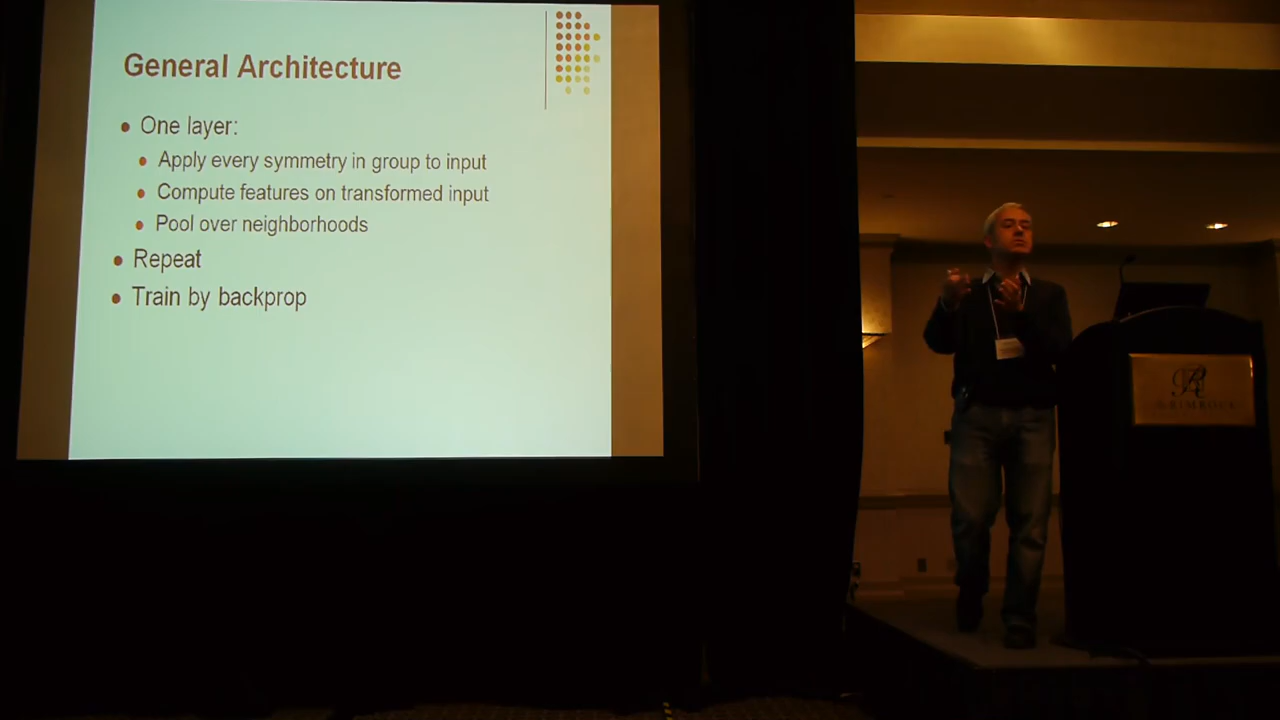 General Architecture
One layer:
Apply every symmetry in group to input
Compute features on transformed input
Pool over neighborhoods
Repeat
Train by backprop